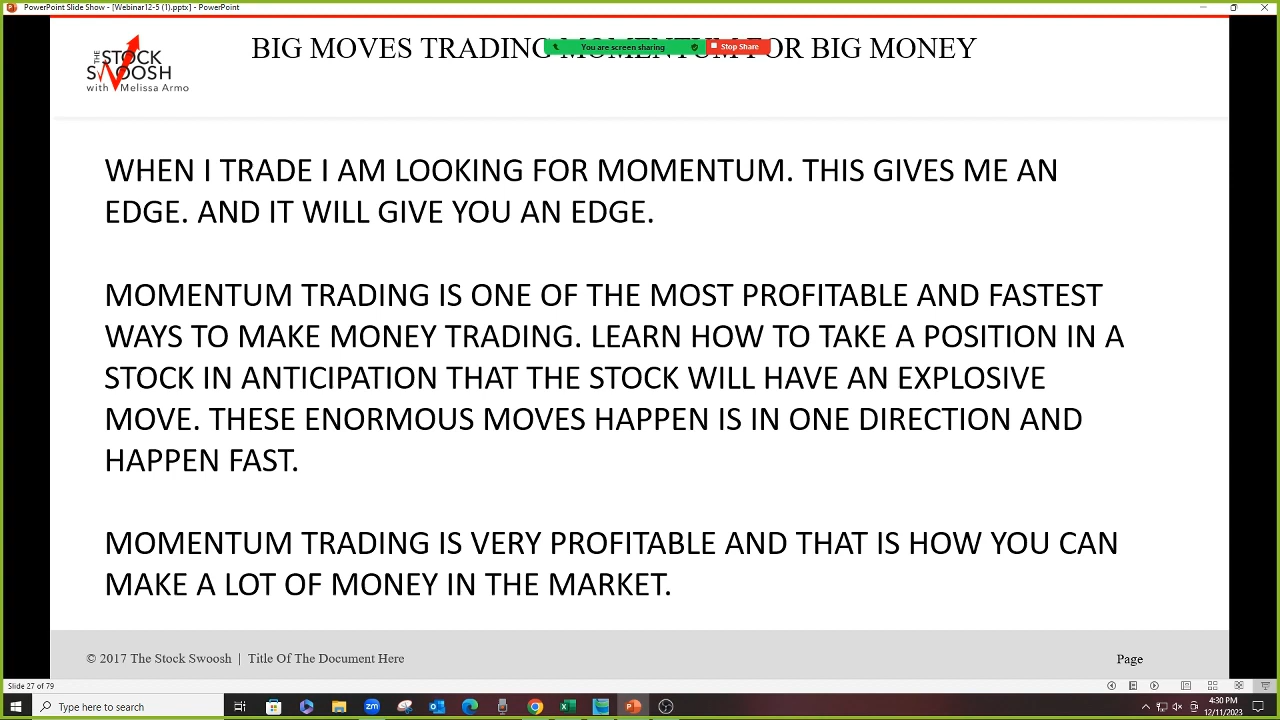 PowerPoint Slide Show - [Webinar12-5 (1).pptx] - PowerPoint
THE
STOCK
SWOOSH
with Melissa Armo
BIG MOVES TRADING MOMENTUM FOR BIG MONEY
You are screen sharing
Stop Share
WHEN I TRADE I AM LOOKING FOR MOMENTUM. THIS GIVES ME AN
EDGE. AND IT WILL GIVE YOU AN EDGE.
MOMENTUM TRADING IS ONE OF THE MOST PROFITABLE AND FASTEST
WAYS TO MAKE MONEY TRADING. LEARN HOW TO TAKE A POSITION IN A
STOCK IN ANTICIPATION THAT THE STOCK WILL HAVE AN EXPLOSIVE
MOVE. THESE ENORMOUS MOVES HAPPEN IS IN ONE DIRECTION AND
HAPPEN FAST.
MOMENTUM TRADING IS VERY PROFITABLE AND THAT IS HOW YOU CAN
MAKE A LOT OF MONEY IN THE MARKET.
© 2017 The Stock Swoosh | Title Of The Document Here
Page
Slide 27 of 79
Type here to search
zm
4:30 PM
12/11/2023